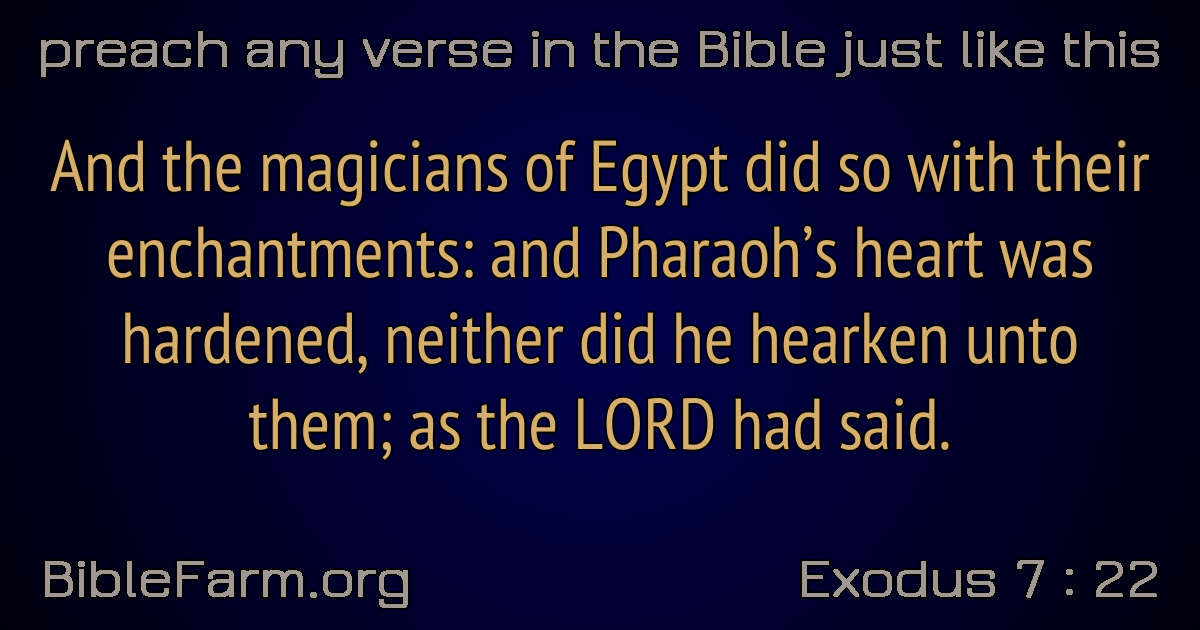 preach any verse in the Bible just like this
And the magicians of Egypt did so with their
enchantments: and Pharaoh’s heart was
hardened, neither did he hearken unto
them; as the LORD had said.
BibleFarm.org
Exodus 7 : 22